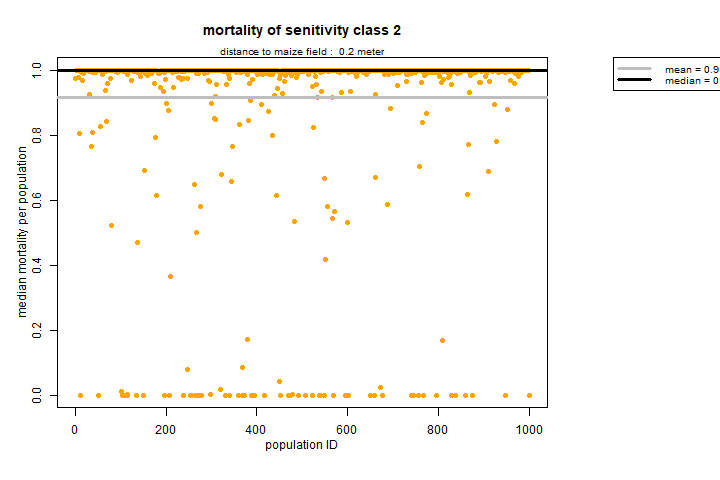 mortality of senitivity class 2
distance to maize field : 0.2 meter
mean = 0.9
median = 0
median mortality per population
1.0
0.8
0.6
0.4
0.2
0.0
0
200
400
600
800
1000
population ID